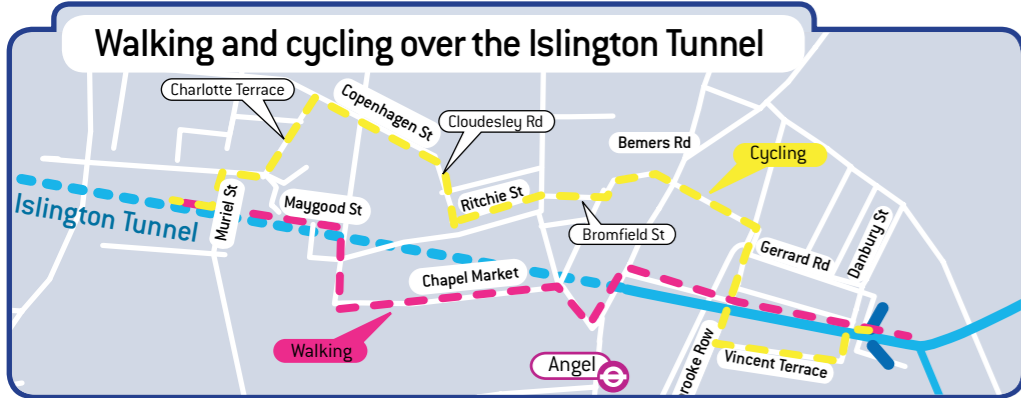 Walking and cycling over the Islington Tunnel
Charlotte Terrace
Copenhagen St
Cloudesley Rd
Bemers Rd
Cycling
Ritchie St
Muriel St
Maygood St
Islington Tunnel
Bromfield St
Gerrard Rd
Danbury St
Chapel Market
Walking
Angel
rooke Row
Vincent Terrace